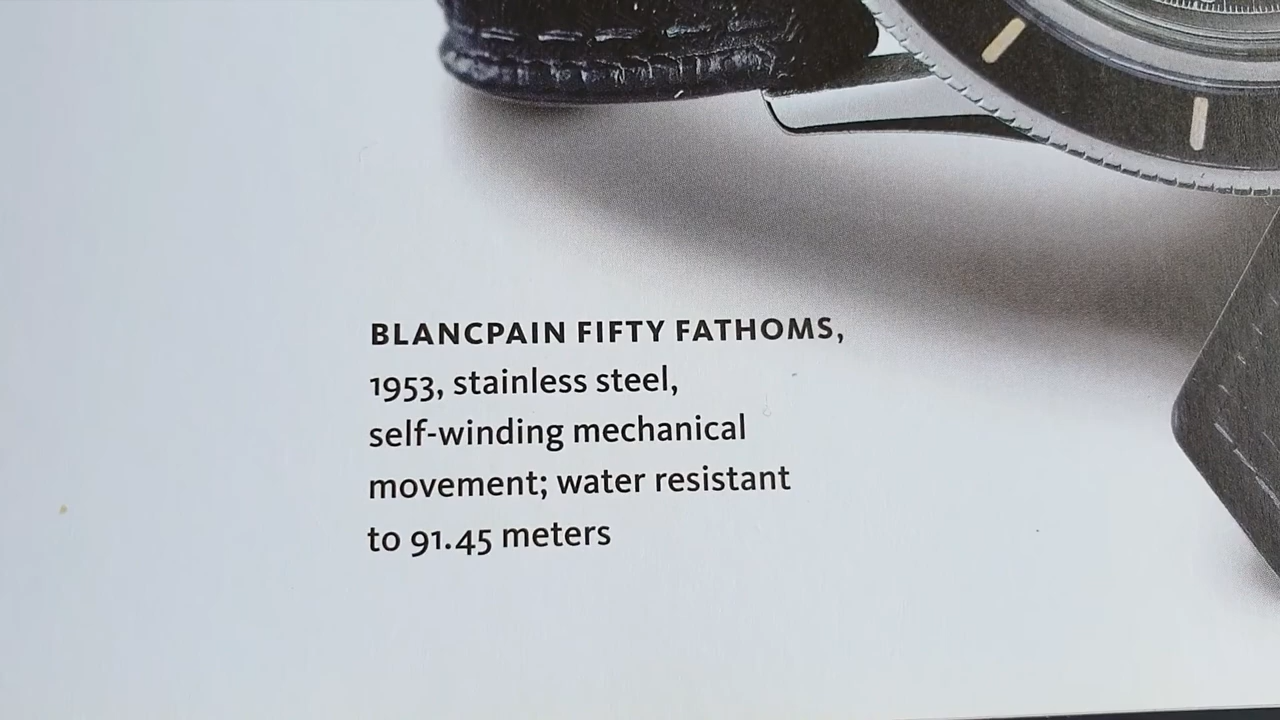 BLANCPAIN FIFTY FATHOMS,
1953, stainless steel,
self-winding mechanical
movement; water resistant
to 91.45 meters